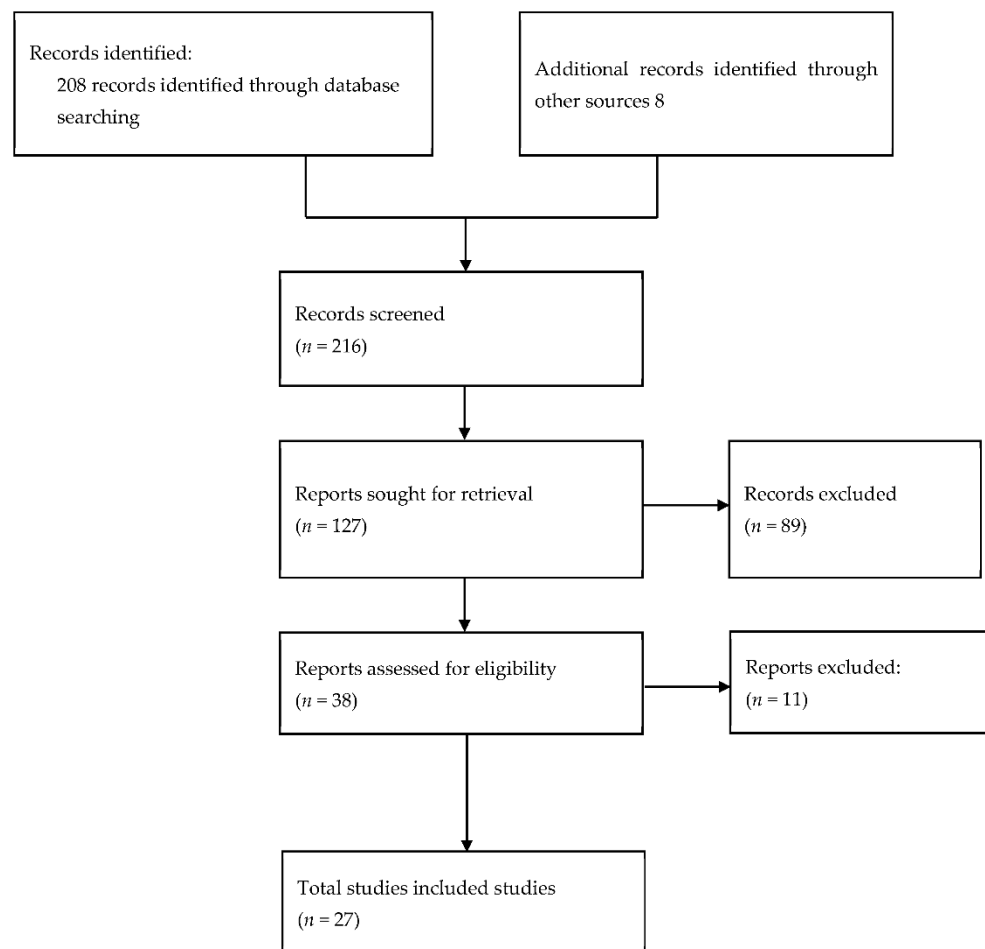 Records identified:
208 records identified through database
searching
Additional records identified through
other sources 8
Records screened
(n = 216)
Reports sought for retrieval
(n = 127)
Records excluded
(n = 89)
Reports assessed for eligibility
(n = 38)
Reports excluded:
(n = 11)
Total studies included studies
(n = 27)